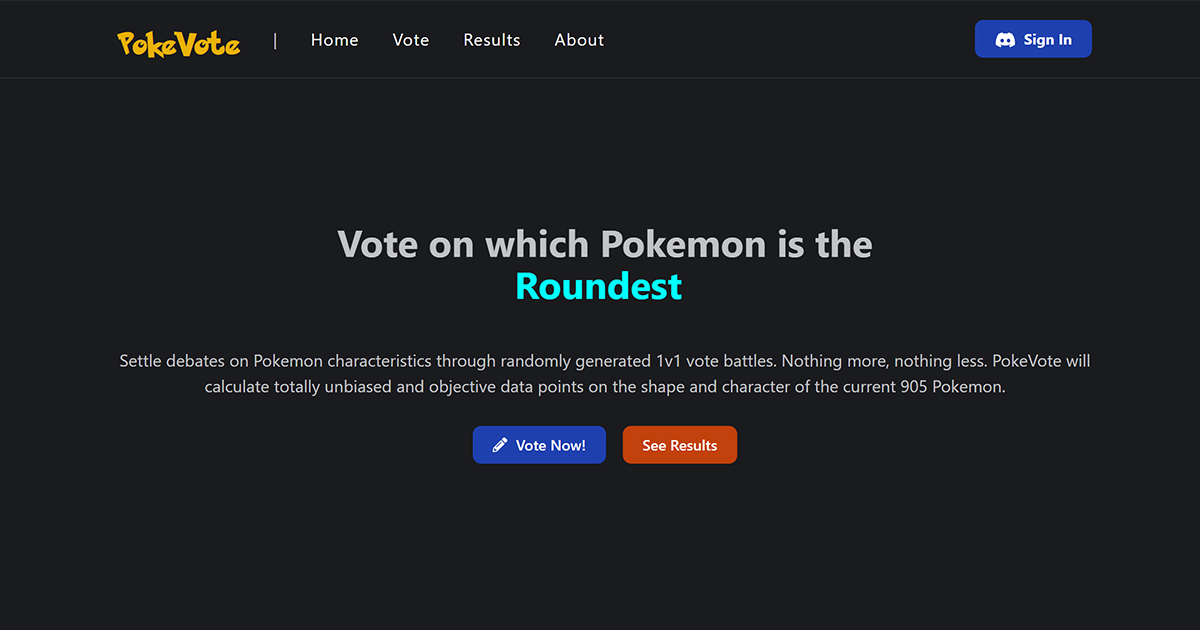 PokeVote | Home Vote Results About Sign In
Vote on which Pokemon is the
Roundest
Settle debates on Pokemon characteristics through randomly generated 1v1 vote battles. Nothing more, nothing less. PokeVote will
calculate totally unbiased and objective data points on the shape and character of the current 905 Pokemon.
Vote Now! See Results